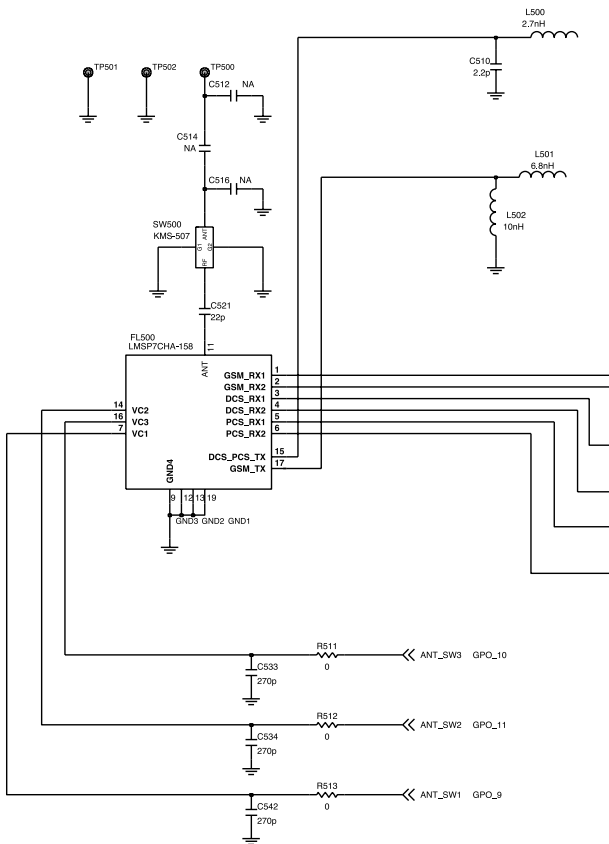 L500
2.7nH
C510
2.2p
TP501
TP502
TP500
C512 NA
C514
NA
C516 NA
L501
6.8nH
L502
10nH
SW500
KMS-507
ANT
G1
G2
RF
C521
22p
FL500
LMSP7CHA-158
11
ANT
GSM_RX1 1
GSM_RX2 2
DCS_RX1 3
14 VC2 DCS_RX2 4
16 VC3 PCS_RX1 5
7 VC1 PCS_RX2 6
DCS_PCS_TX 15
GSM_TX 17
GND4
9 12 13 19
GND3 GND2 GND1
R511
0
ANT_SW3 GPO_10
C533
270p
R512
0
ANT_SW2 GPO_11
C534
270p
R513
0
ANT_SW1 GPO_9
C542
270p